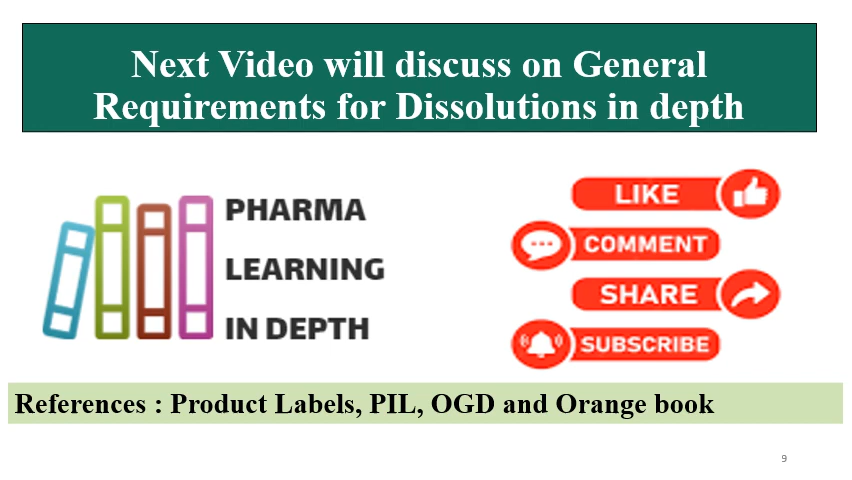 Next Video will discuss on General
Requirements for Dissolutions in depth
PHARMA
LEARNING
IN DEPTH
LIKE
COMMENT
SHARE
SUBSCRIBE
References : Product Labels, PIL, OGD and Orange book
9